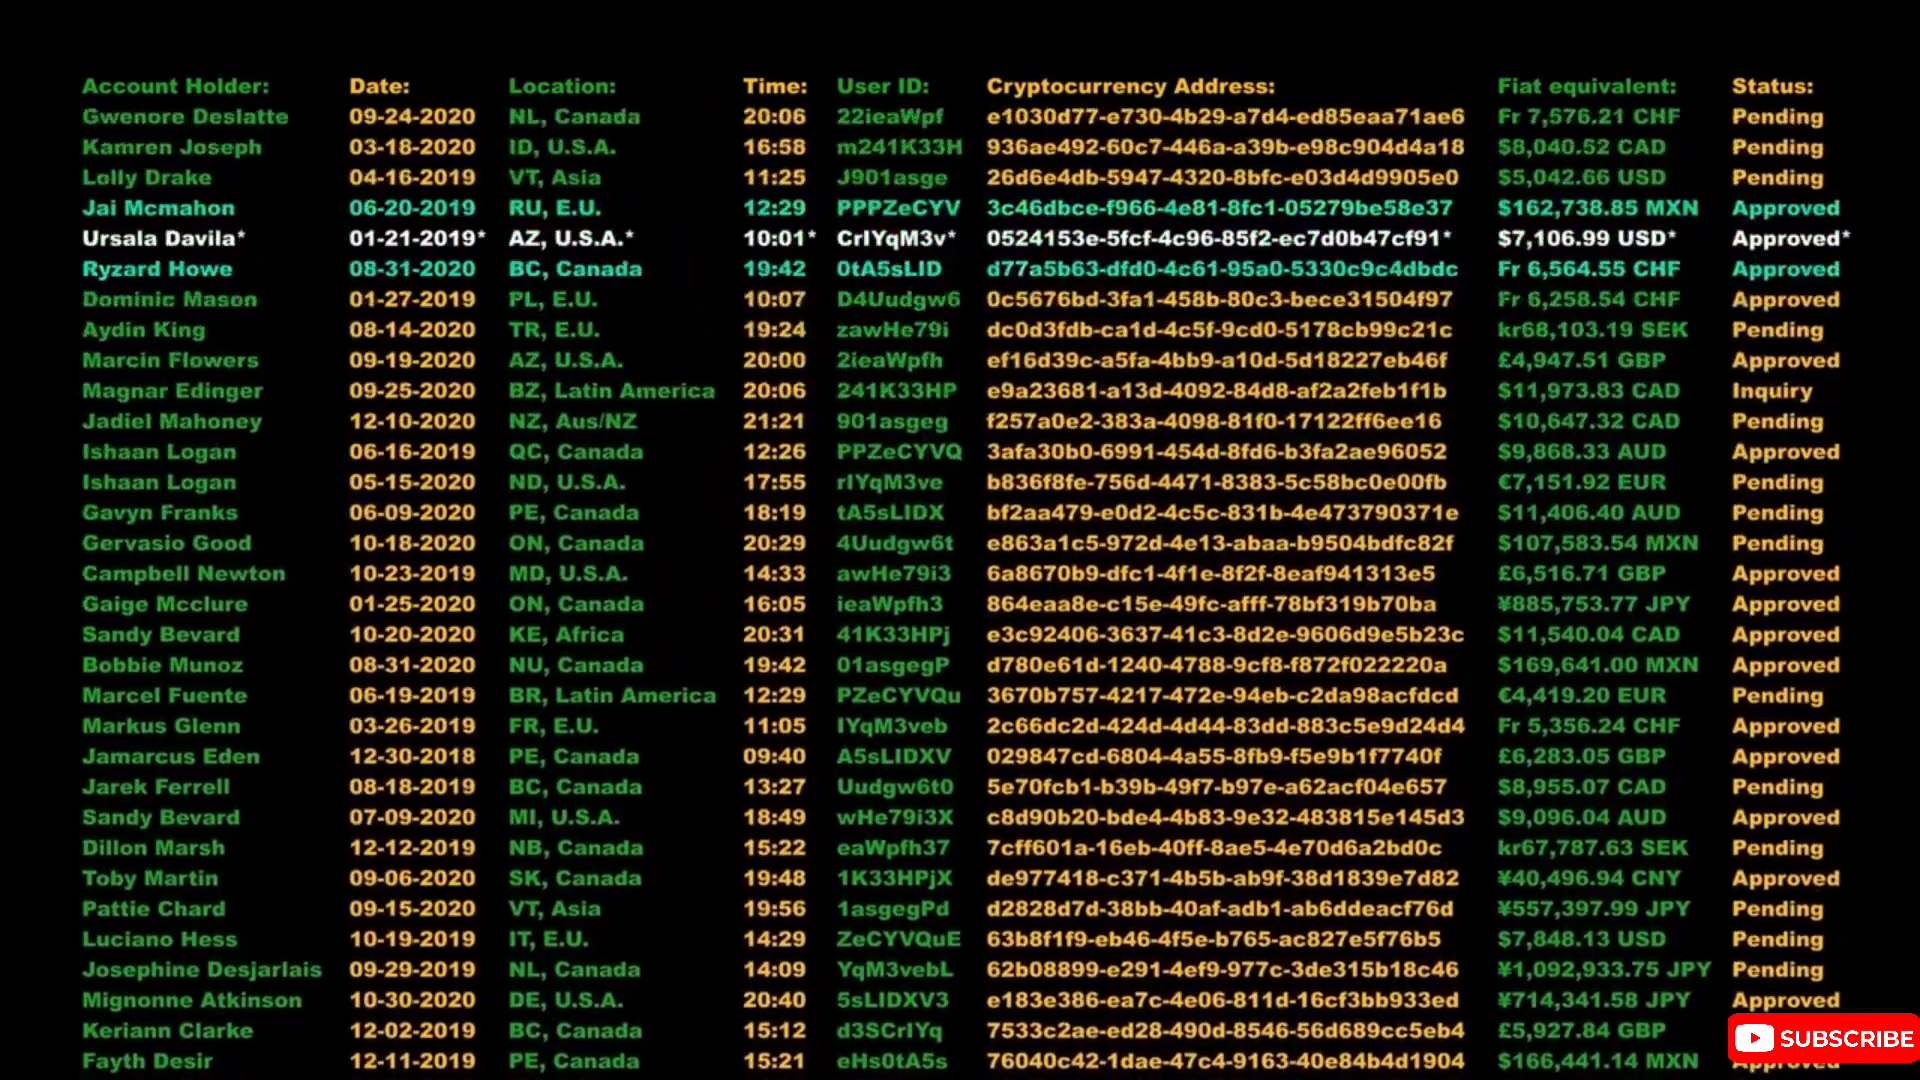 Account Holder: Date: Location: Time: User ID: Cryptocurrency Address: Fiat equivalent: Status:
Gwenore Deslatte 09-24-2020 NL, Canada 20:06 22ieaWpf e1030d77-e730-4b29-a7d4-ed85eaa71ae6 Fr 7,576.21 CHF Pending
Kamren Joseph 03-18-2020 ID, U.S.A. 16:58 m241K33H 936ae492-60c7-446a-a39b-e98c904d4a18 $8,040.52 CAD Pending
Lolly Drake 04-16-2019 VT, Asia 11:25 J901asge 26d6e4db-5947-4320-8bfc-e03d4d9905e0 $5,042.66 USD Pending
Jai Mcmahon 06-20-2019 RU, E.U. 12:29 PPPZeCYV 3c46dbce-f966-4e81-8fc1-05279be58e37 $162,738.85 MXN Approved
Ursala Davila* 01-21-2019* AZ, U.S.A.* 10:01* CrIYqM3v* 0524153e-5fcf-4c96-85f2-ec7d0b47cf91* $7,106.99 USD* Approved*
Ryzard Howe 08-31-2020 BC, Canada 19:42 0tA5sLID d77a5b63-dfd0-4c61-95a0-5330c9c4dbdc Fr 6,564.55 CHF Approved
Dominic Mason 01-27-2019 PL, E.U. 10:07 D4Uudgw6 0c5676bd-3fa1-458b-80c3-bece31504f97 Fr 6,258.54 CHF Approved
Aydin King 08-14-2020 TR, E.U. 19:24 zawHe79i dc0d3fdb-ca1d-4c5f-9cd0-5178cb99c21c kr68,103.19 SEK Pending
Marcin Flowers 09-19-2020 AZ, U.S.A. 20:00 2ieaWpfh ef16d39c-a5fa-4bb9-a10d-5d18227eb46f £4,947.51 GBP Approved
Magnar Edinger 09-25-2020 BZ, Latin America 20:06 241K33HP e9a23681-a13d-4092-84d8-af2a2feb1f1b $11,973.83 CAD Inquiry
Jadiel Mahoney 12-10-2020 NZ, Aus/NZ 21:21 901asgeg f257a0e2-383a-4098-81f0-17122ff6ee16 $10,647.32 CAD Pending
Ishaan Logan 06-16-2019 QC, Canada 12:26 PPZeCYVQ 3afa30b0-6991-454d-8fd6-b3fa2ae96052 $9,868.33 AUD Approved
Ishaan Logan 05-15-2020 ND, U.S.A. 17:55 rIYqM3ve b836f8fe-756d-4471-8383-5c58bc0e00fb €7,151.92 EUR Pending
Gavyn Franks 06-09-2020 PE, Canada 18:19 tA5sLIDX bf2aa479-e0d2-4c5c-831b-4e473790371e $11,406.40 AUD Pending
Gervasio Good 10-18-2020 ON, Canada 20:29 4Uudgw6t e863a1c5-972d-4e13-abaa-b9504bdfc82f $107,583.54 MXN Pending
Campbell Newton 10-23-2019 MD, U.S.A. 14:33 awHe79i3 6a8670b9-dfc1-4f1e-8f2f-8eaf941313e5 £6,516.71 GBP Approved
Gaige Mcclure 01-25-2020 ON, Canada 16:05 ieaWpfh3 864eaa8e-c15e-49fc-afff-78bf319b70ba ¥885,753.77 JPY Approved
Sandy Bevard 10-20-2020 KE, Africa 20:31 41K33HPj e3c92406-3637-41c3-8d2e-9606d9e5b23c $11,540.04 CAD Approved
Bobbie Munoz 08-31-2020 NU, Canada 19:42 01asgegP d780e61d-1240-4788-9cf8-f872f022220a $169,641.00 MXN Approved
Marcel Fuente 06-19-2019 BR, Latin America 12:29 PZeCYVQu 3670b757-4217-472e-94eb-c2da98acfdcd €4,419.20 EUR Pending
Markus Glenn 03-26-2019 FR, E.U. 11:05 IYqM3veb 2c66dc2d-424d-4d44-83dd-883c5e9d24d4 Fr 5,356.24 CHF Approved
Jamarcus Eden 12-30-2018 PE, Canada 09:40 A5sLIDXV 029847cd-6804-4a55-8fb9-f5e9b1f7740f £6,283.05 GBP Approved
Jarek Ferrell 08-18-2019 BC, Canada 13:27 Uudgw6t0 5e70fcb1-b39b-49f7-b97e-a62acf04e657 $8,955.07 CAD Pending
Sandy Bevard 07-09-2020 MI, U.S.A. 18:49 wHe79i3X c8d90b20-bde4-4b83-9e32-483815e145d3 $9,096.04 AUD Approved
Dillon Marsh 12-12-2019 NB, Canada 15:22 eaWpfh37 7cff601a-16eb-40ff-8ae5-4e70d6a2bd0c kr67,787.63 SEK Pending
Toby Martin 09-06-2020 SK, Canada 19:48 1K33HPjX de977418-c371-4b5b-ab9f-38d1839e7d82 ¥40,496.94 CNY Approved
Pattie Chard 09-15-2020 VT, Asia 19:56 1asgegPd d2828d7d-38bb-40af-adb1-ab6ddeacf76d ¥557,397.99 JPY Pending
Luciano Hess 10-19-2019 IT, E.U. 14:29 ZeCYVQuE 63b8f1f9-eb46-4f5e-b765-ac827e5f76b5 $7,848.13 USD Pending
Josephine Desjarlais 09-29-2019 NL, Canada 14:09 YqM3vebL 62b08899-e291-4ef9-977c-3de315b18c46 ¥1,092,933.75 JPY Pending
Mignonne Atkinson 10-30-2020 DE, U.S.A. 20:40 5sLIDXV3 e183e386-ea7c-4e06-811d-16cf3bb933ed ¥714,341.58 JPY Approved
Keriann Clarke 12-02-2019 BC, Canada 15:12 d3SCrIYq 7533c2ae-ed28-490d-8546-56d689cc5eb4 £5,927.84 GBP
SUBSCRIBE
Fayth Desir 12-11-2019 PE, Canada 15:21 eHs0tA5s 76040c42-1dae-47c4-9163-40e84b4d1904 $166,441.14 MXN